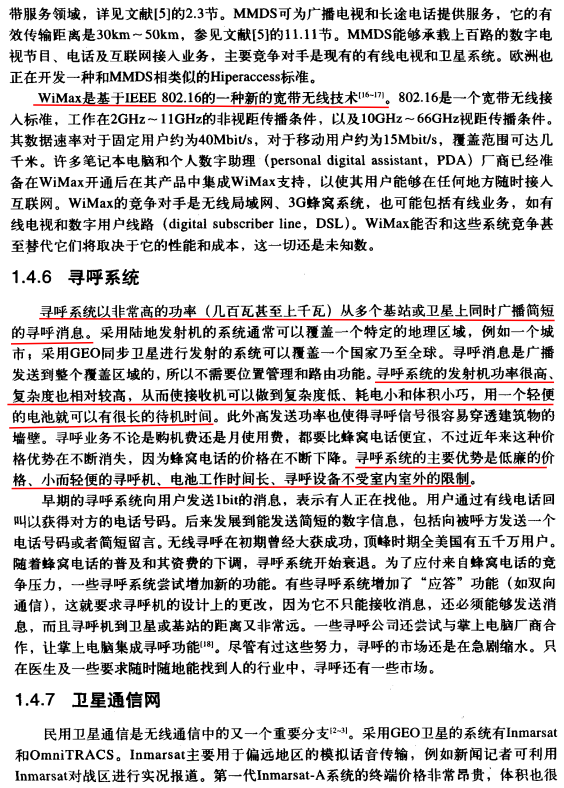 带服务领域，详见文献[5]的2.3节。MMDS可为广播电视和长途电话提供服务，它的有
效传输距离是30km～50km，参见文献[5]的11.11节。MMDS能够承载上百路的数字电
视节目、电话及互联网接入业务，主要竞争对手是现有的有线电视和卫星系统。欧洲也
正在开发一种和MMDS相类似的Hiperaccess标准。
WiMax是基于IEEE 802.16的一种新的宽带无线技术[16~17]。802.16是一个宽带无线接
入标准，工作在2GHz～11GHz的非视距传播条件，以及10GHz～66GHz视距传播条件。
其数据速率对于固定用户约为40Mbit/s，对于移动用户约为15Mbit/s，覆盖范围可达几
千米。许多笔记本电脑和个人数字助理（personal digital assistant，PDA）厂商已经准
备在WiMax开通后在其产品中集成WiMax支持，以使其用户能够在任何地方随时接入
互联网。WiMax的竞争对手是无线局域网、3G蜂窝系统，也可能包括有线业务，如有
线电视和数字用户线路（digital subscriber line，DSL）。WiMax能否和这些系统竞争甚
至替代它们将取决于它的性能和成本，这一切还是未知数。
1.4.6 寻呼系统
寻呼系统以非常高的功率（几百瓦甚至上千瓦）从多个基站或卫星上同时广播简短
的寻呼消息。采用陆地发射机的系统通常可以覆盖一个特定的地理区域，例如一个城
市；采用GEO同步卫星进行发射的系统可以覆盖一个国家乃至全球。寻呼消息是广播
发送到整个覆盖区域的，所以不需要位置管理和路由功能。寻呼系统的发射机功率很高、
复杂度也相对较高，从而使接收机可以做到复杂度低、耗电小和体积小巧，用一个轻便
的电池就可以有很长的待机时间。此外高发送功率也使得寻呼信号很容易穿透建筑物的
墙壁。寻呼业务不论是购机费还是月使用费，都要比蜂窝电话便宜，不过近年来这种价
格优势在不断消失，因为蜂窝电话的价格在不断下降。寻呼系统的主要优势是低廉的价
格、小而轻便的寻呼机、电池工作时间长、寻呼设备不受室内室外的限制。
早期的寻呼系统向用户发送1bit的消息，表示有人正在找他。用户通过有线电话回
叫以获得对方的电话号码。后来发展到能发送简短的数字信息，包括向被呼方发送一个
电话号码或者简短留言。无线寻呼在初期曾经大获成功，顶峰时期全美国有五千万用户。
随着蜂窝电话的普及和其资费的下调，寻呼系统开始衰退。为了应付来自蜂窝电话的竞
争压力，一些寻呼系统尝试增加新的功能。有些寻呼系统增加了“应答”功能（如双向
通信），这就要求寻呼机的设计上的更改，因为它不只能接收消息，还必须能够发送消
息，而且寻呼机到卫星或基站的距离又非常远。一些寻呼公司还尝试与掌上电脑厂商合
作，让掌上电脑集成寻呼功能[18]。尽管有过这些努力，寻呼的市场还是在急剧缩水。只
在医生及一些要求随时随地能找到人的行业中，寻呼还有一些市场。
1.4.7 卫星通信网
民用卫星通信是无线通信中的又一个重要分支[2~3]。采用GEO卫星的系统有Inmarsat
和OmniTRACS。Inmarsat主要用于偏远地区的模拟话音传输，例如新闻记者可利用
Inmarsat对战区进行实况报道。第一代Inmarsat-A系统的终端价格非常昂贵，体积也很